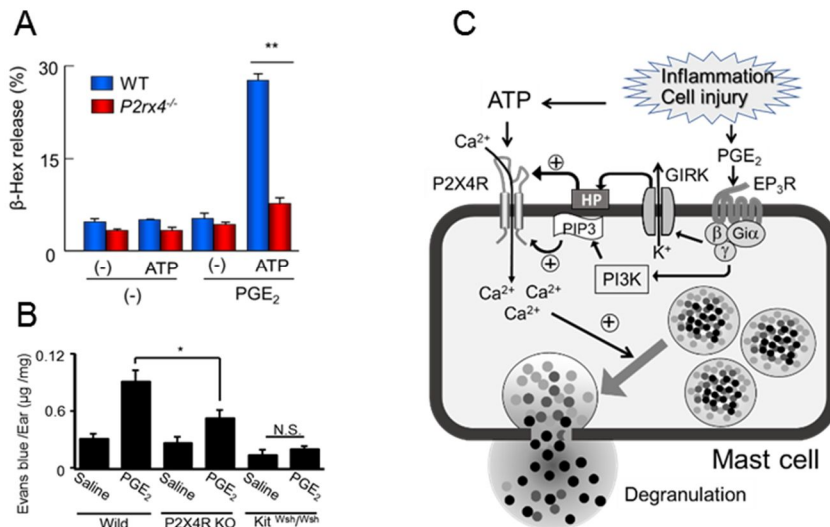 A
β-Hex release (%)
30
15
0
**
WT
P2rx4-/-
(-) ATP (-) ATP
(-) PGE2
B
Evans blue /Ear (μg /mg)
0.12
0.6
0
*
N.S.
Saline PGE2 Saline PGE2 Saline PGE2
Wild P2X4R KO Kit Wsh/Wsh
C
Inflammation
Cell injury
ATP
PGE2
Ca2+
GIRK
EP3R
P2X4R
HP
PIP3
β Giα
γ
K+
PI3K
Ca2+ Ca2+
Ca2+
Mast cell
Degranulation